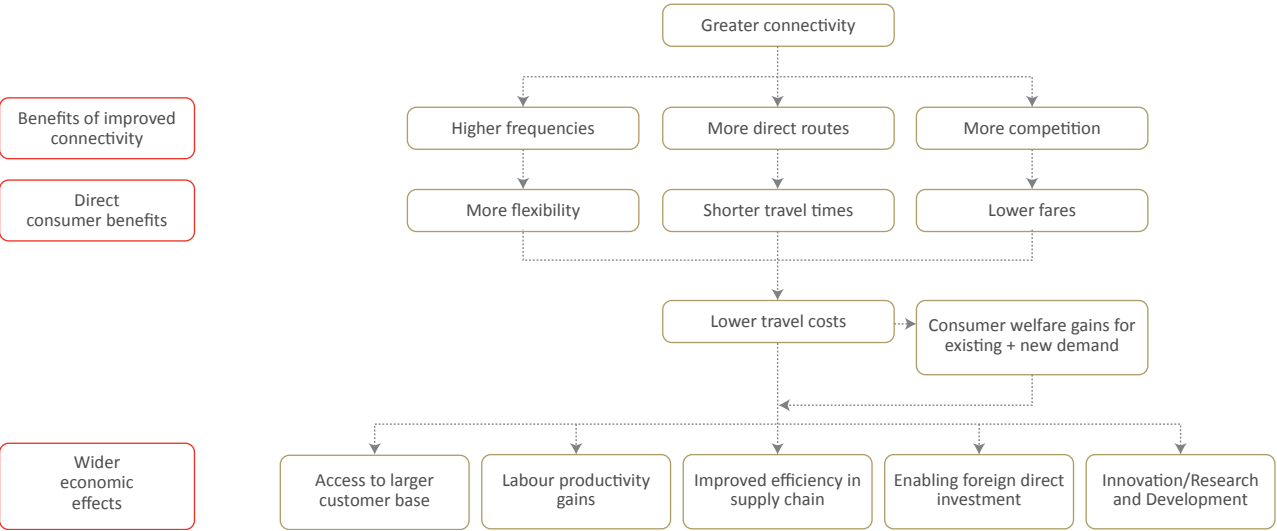 Greater connectivity
Benefits of improved
connectivity
Higher frequencies
More direct routes
More competition
Direct
consumer benefits
More flexibility
Shorter travel times
Lower fares
Lower travel costs
Consumer welfare gains for
existing + new demand
Wider
economic
effects
Access to larger
customer base
Labour productivity
gains
Improved efficiency in
supply chain
Enabling foreign direct
investment
Innovation/Research
and Development